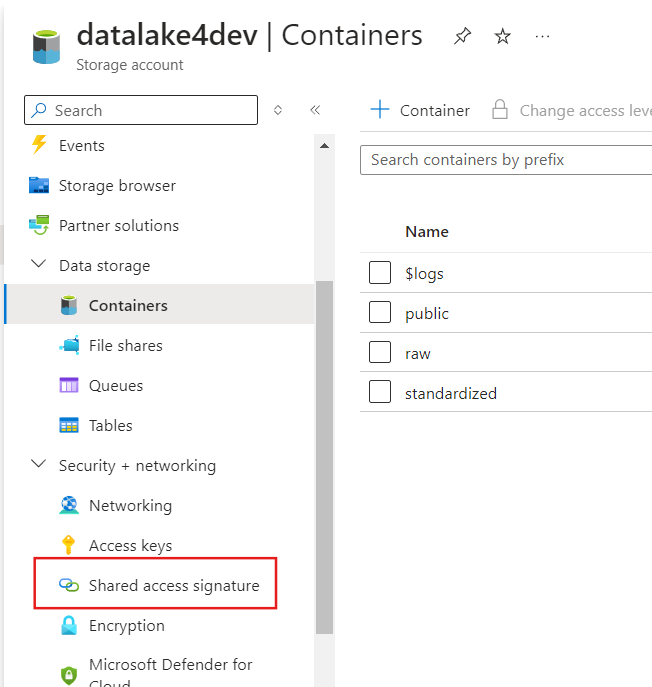 datalake4dev | Containers
Storage account
Search
Events
Storage browser
Partner solutions
Data storage
Containers
File shares
Queues
Tables
Security + networking
Networking
Access keys
Shared access signature
Encryption
Microsoft Defender for
Cloud
Container
Change access leve
Search containers by prefix
Name
$logs
public
raw
standardized